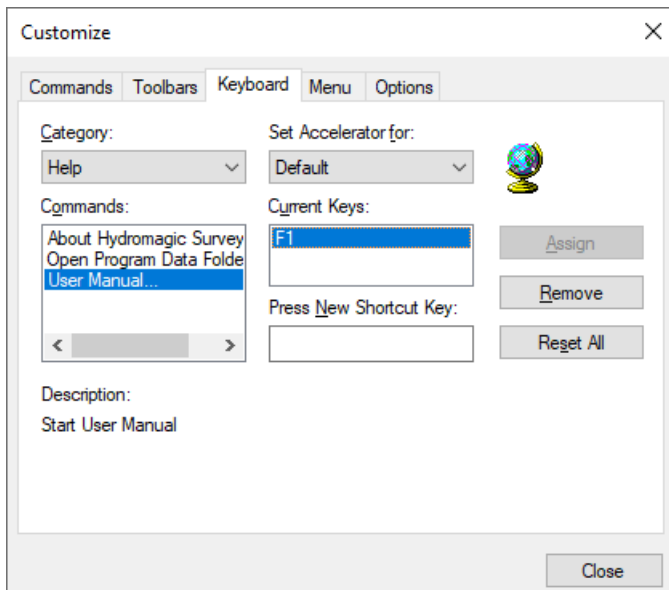 Customize
Commands Toolbars Keyboard Menu Options
Category:
Help
Set Accelerator for:
Default
Commands:
About Hydromagic Survey
Open Program Data Folde
User Manual...
Current Keys:
F1
Press New Shortcut Key:
Assign
Remove
Reset All
Description:
Start User Manual
Close